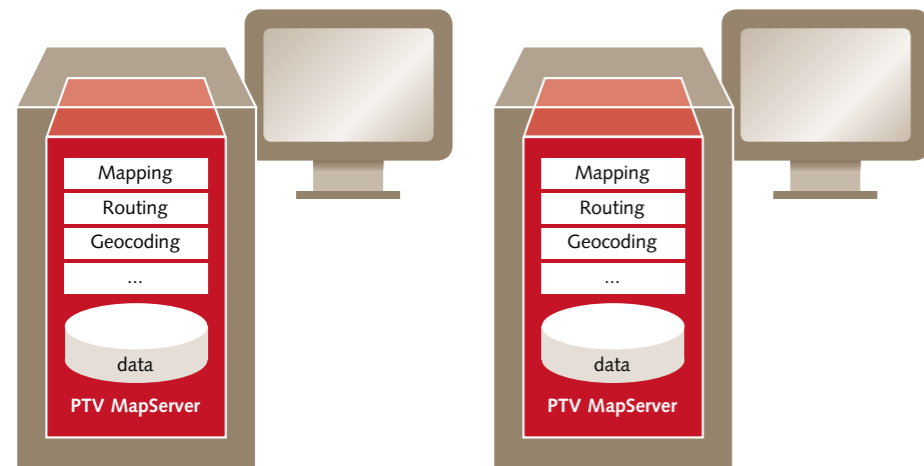 Mapping
Routing
Geocoding
...
data
PTV MapServer
Mapping
Routing
Geocoding
...
data
PTV MapServer